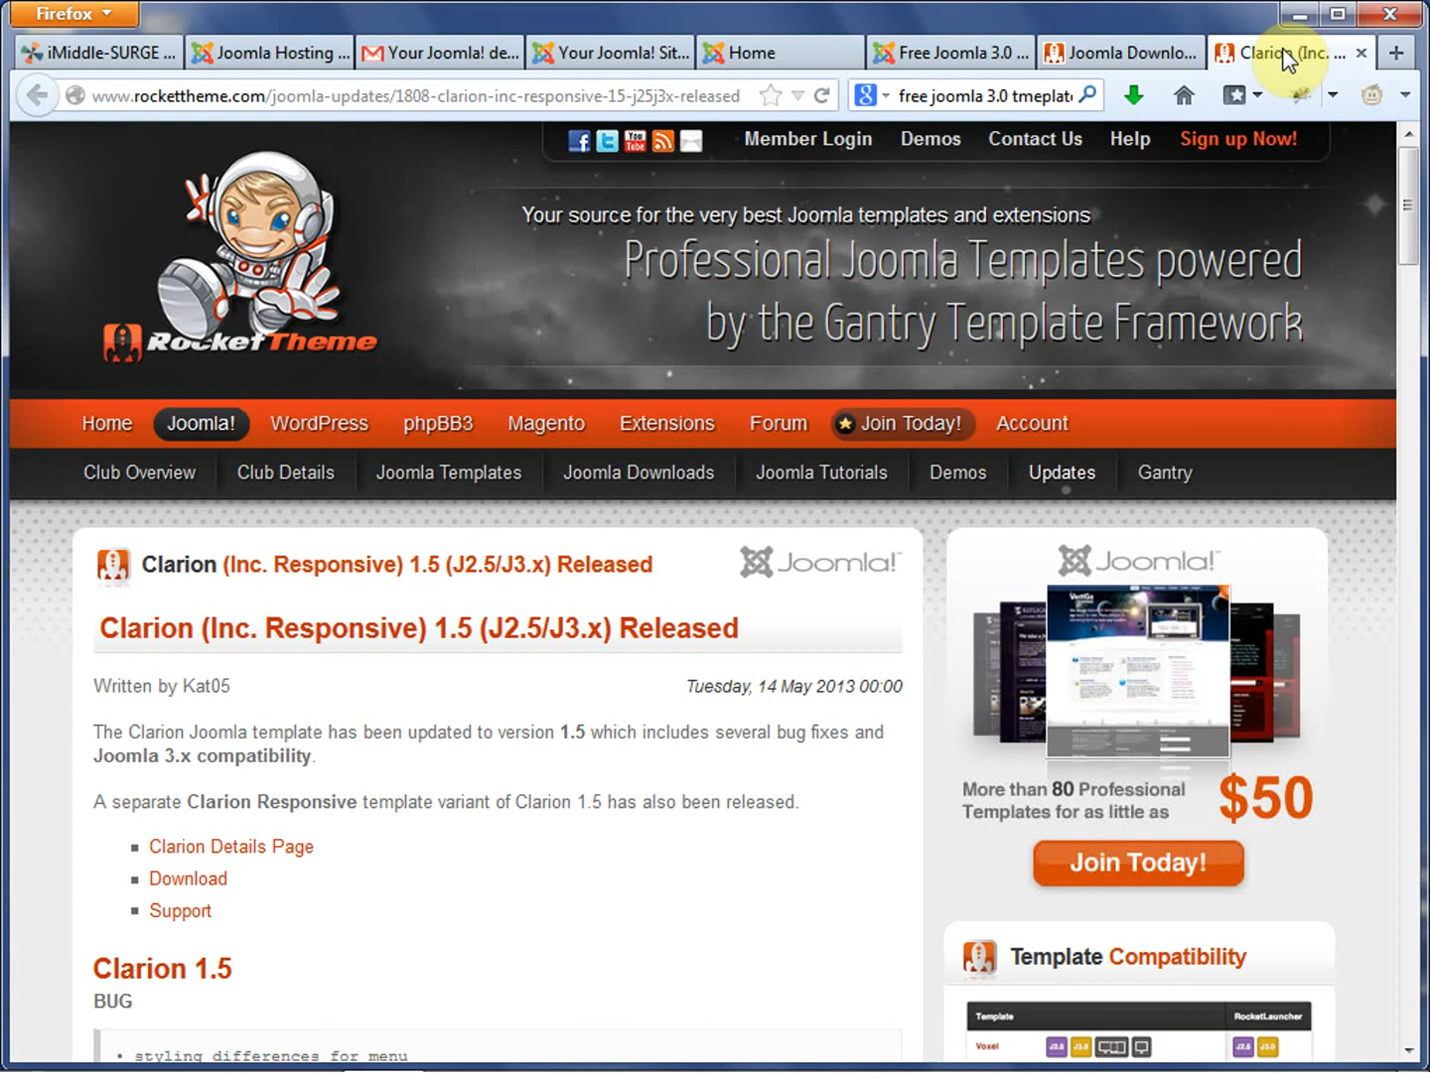 Firefox
iMiddle-SURGE ...
Joomla Hosting ...
Your Joomla! de...
Your Joomla! Sit...
Home
Free Joomla 3.0 ...
Joomla Downlo...
Clarion (Inc. ...
www.rockettheme.com/joomla-updates/1808-clarion-inc-responsive-15-j25j3x-released
free joomla 3.0 tmeplat
Member Login
Demos
Contact Us
Help
Sign up Now!
Your source for the very best Joomla templates and extensions
Professional Joomla Templates powered
by the Gantry Template Framework
RocketTheme
Home
Joomla!
WordPress
phpBB3
Magento
Extensions
Forum
Join Today!
Account
Club Overview
Club Details
Joomla Templates
Joomla Downloads
Joomla Tutorials
Demos
Updates
Gantry
Clarion (Inc. Responsive) 1.5 (J2.5/J3.x) Released
Joomla!
Clarion (Inc. Responsive) 1.5 (J2.5/J3.x) Released
Written by Kat05
Tuesday, 14 May 2013 00:00
The Clarion Joomla template has been updated to version 1.5 which includes several bug fixes and
Joomla 3.x compatibility.
A separate Clarion Responsive template variant of Clarion 1.5 has also been released.
Clarion Details Page
Download
Support
Clarion 1.5
BUG
• styling differences for menu
Joomla!
More than 80 Professional
Templates for as little as
$50
Join Today!
Template Compatibility
Template
RocketLauncher
Voxel
J2.5
J3.0
J2.5
J3.0